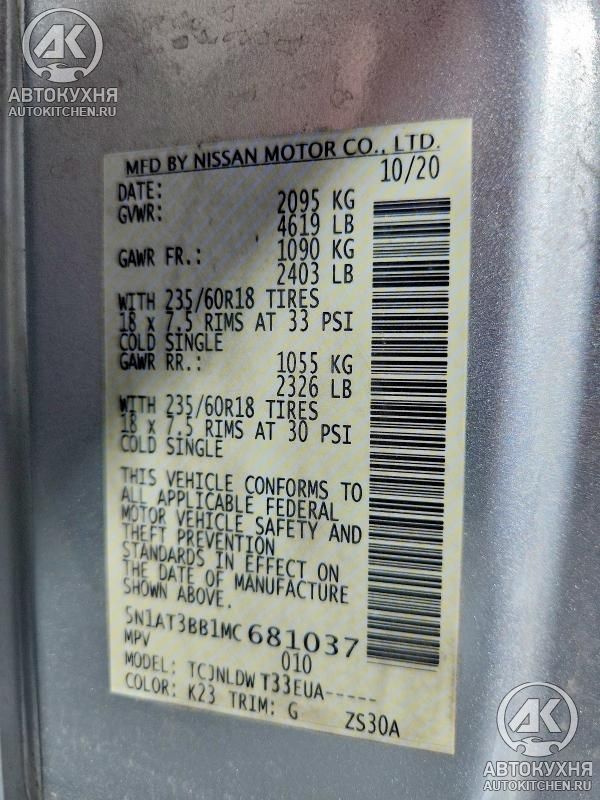 AK
АВТОКУХНЯ
AUTOKITCHEN.RU
MFD BY NISSAN MOTOR CO., LTD.
DATE: 10/20
GVWR: 2095 KG
4619 LB
GAWR FR.: 1090 KG
2403 LB
WITH 235/60R18 TIRES
18 x 7.5 RIMS AT 33 PSI
COLD SINGLE
GAWR RR.: 1055 KG
2326 LB
WITH 235/60R18 TIRES
18 x 7.5 RIMS AT 30 PSI
COLD SINGLE
THIS VEHICLE CONFORMS TO
ALL APPLICABLE FEDERAL
MOTOR VEHICLE SAFETY AND
THEFT PREVENTION
STANDARDS IN EFFECT ON
THE DATE OF MANUFACTURE
SHOWN ABOVE.
5N1AT3BB1MC681037
MPV 010
MODEL: TCJNLDW T33EUA-----
COLOR: K23 TRIM: G ZS30A
AK
АВТОКУХНЯ
AUTOKITCHEN.RU